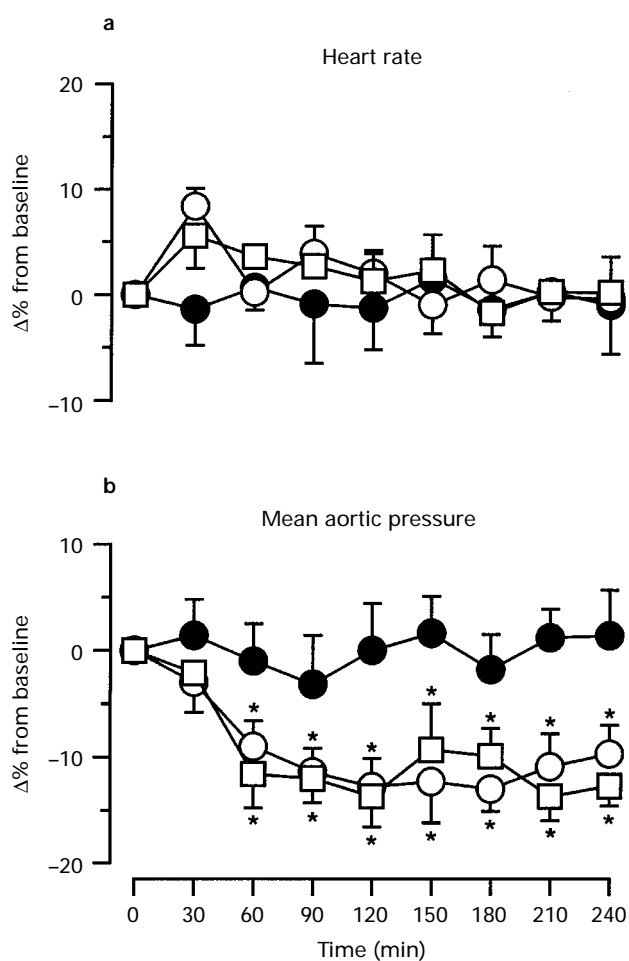 a
Heart rate
20
10
0
–10
Δ% from baseline
b
Mean aortic pressure
10
0
–10
–20
Δ% from baseline
* * * * * * *
* * * * * * *
0 30 60 90 120 150 180 210 240
Time (min)